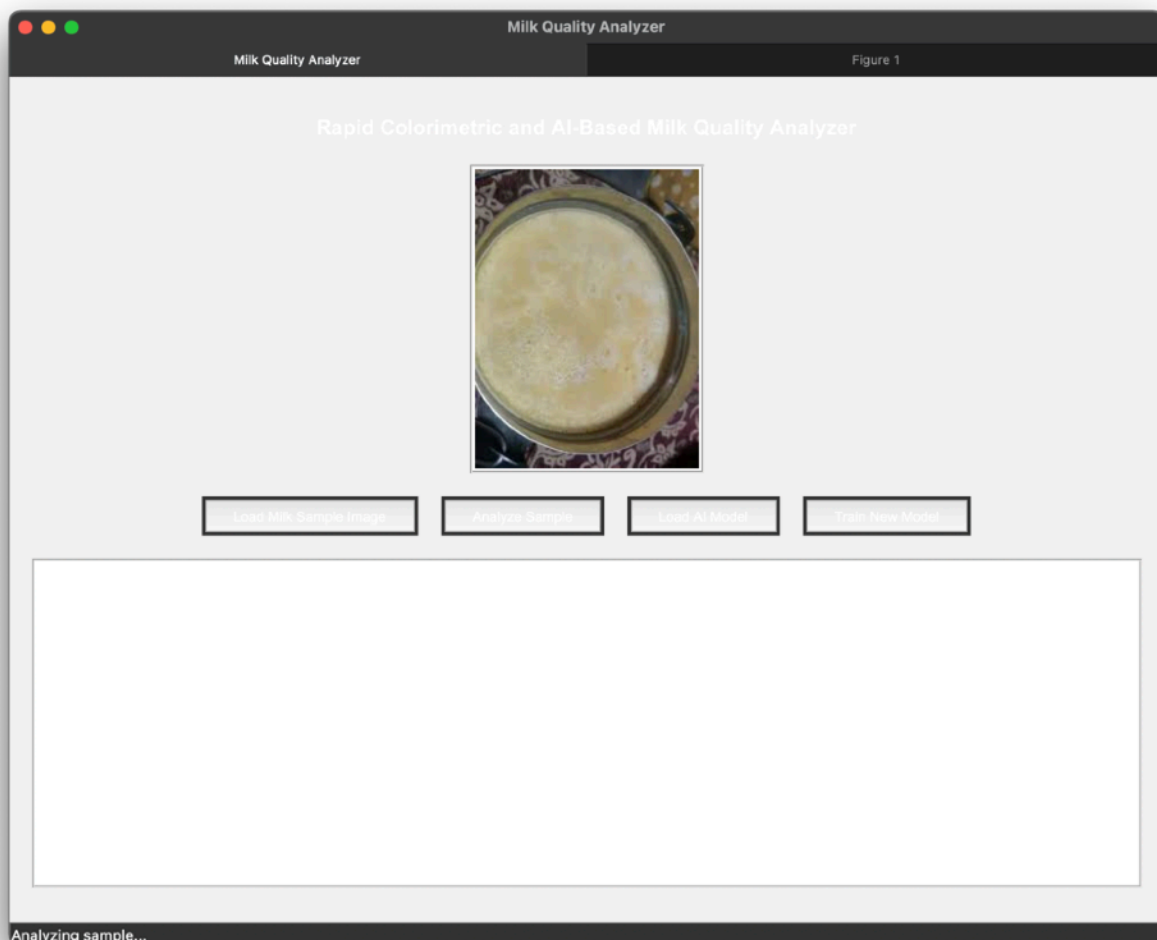 Milk Quality Analyzer
Milk Quality Analyzer Figure 1
Rapid Colorimetric and AI-Based Milk Quality Analyzer
Load Milk Sample Image Analyze Sample Load AI Model Train New Model
Analyzing sample...